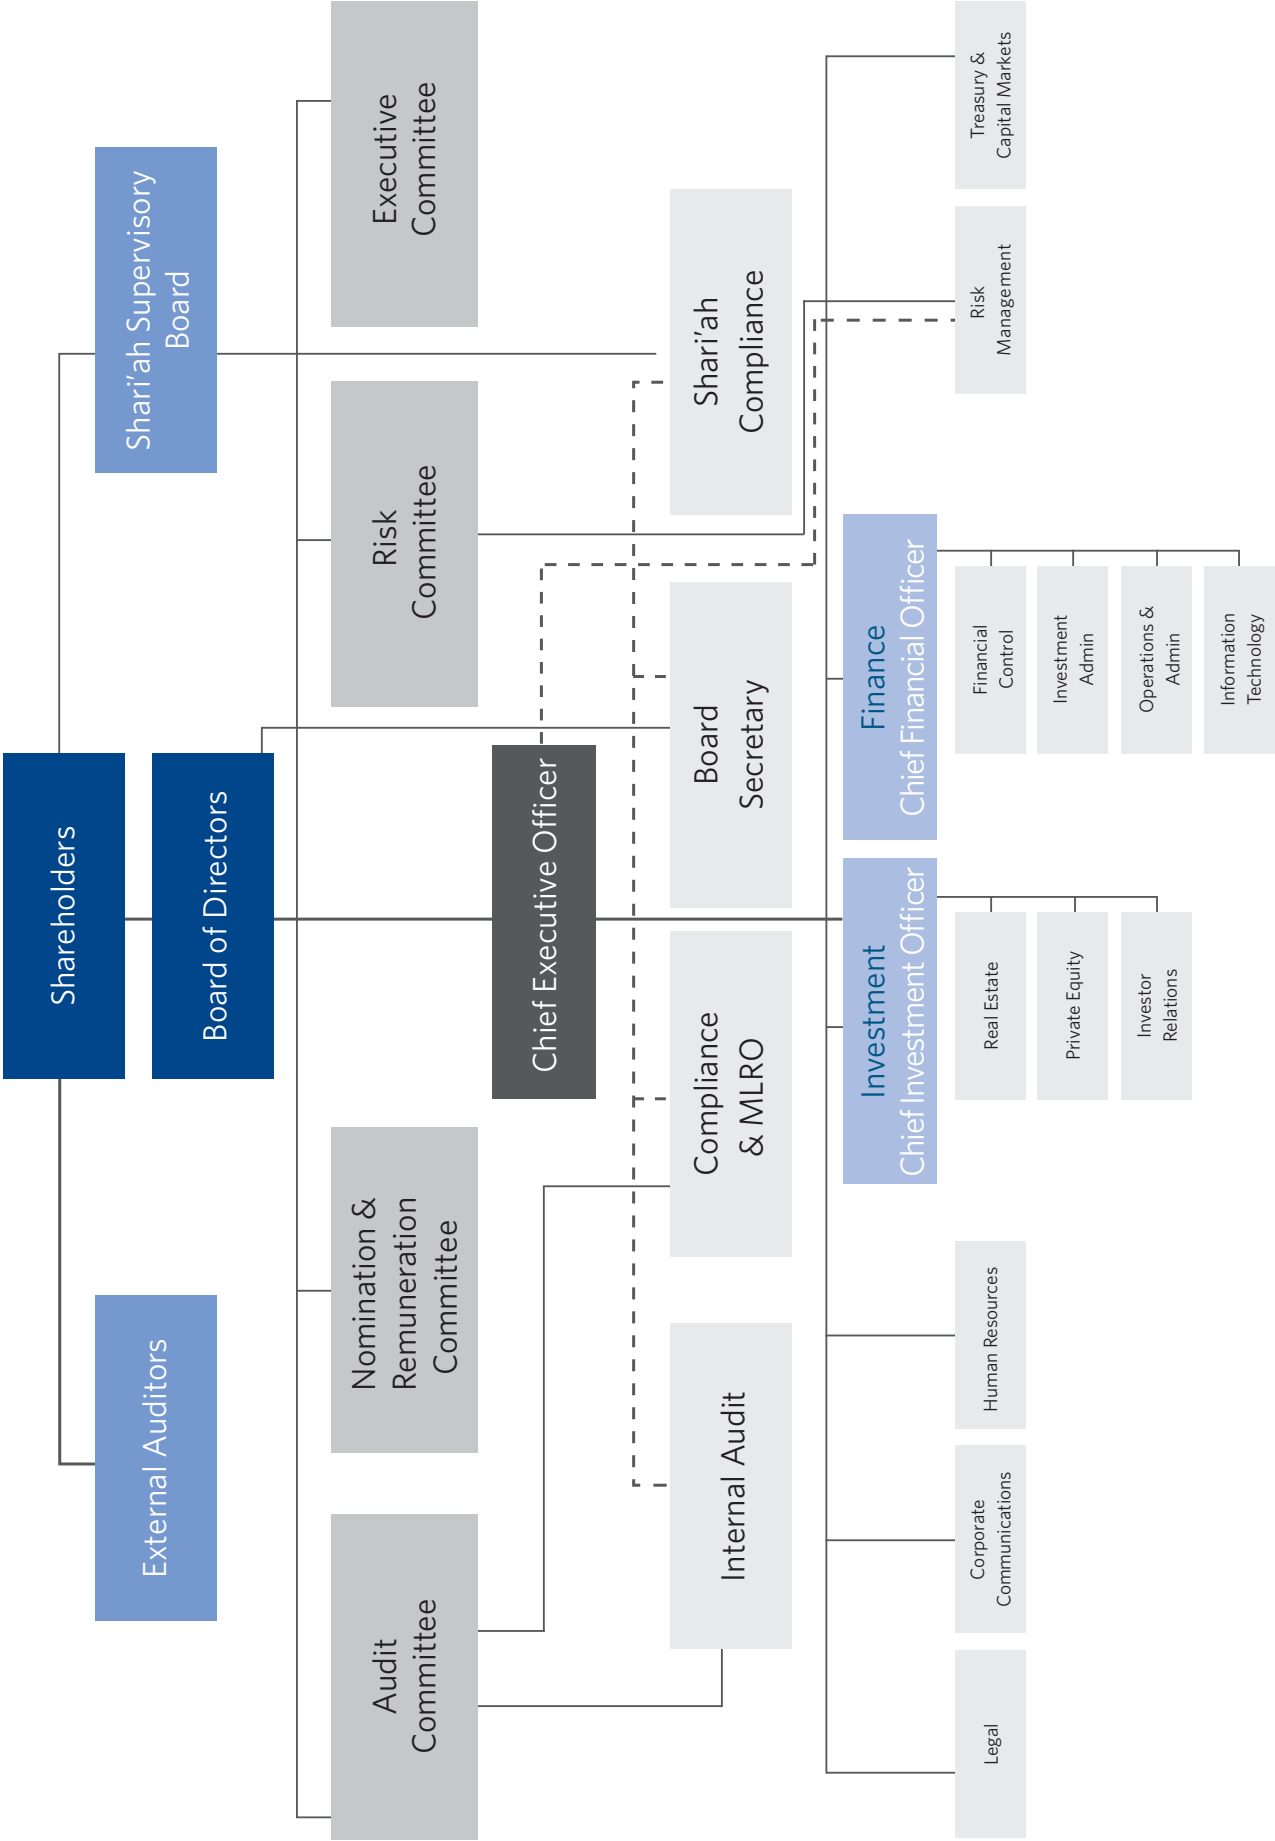 Shareholders
External Auditors
Shari’ah Supervisory
Board
Board of Directors
Audit
Committee
Nomination &
Remuneration
Committee
Risk
Committee
Executive
Committee
Chief Executive Officer
Internal Audit
Compliance
& MLRO
Board
Secretary
Shari’ah
Compliance
Investment
Chief Investment Officer
Finance
Chief Financial Officer
Legal
Corporate
Communications
Human Resources
Real Estate
Private Equity
Investor
Relations
Financial
Control
Investment
Admin
Operations &
Admin
Information
Technology
Risk
Management
Treasury &
Capital Markets